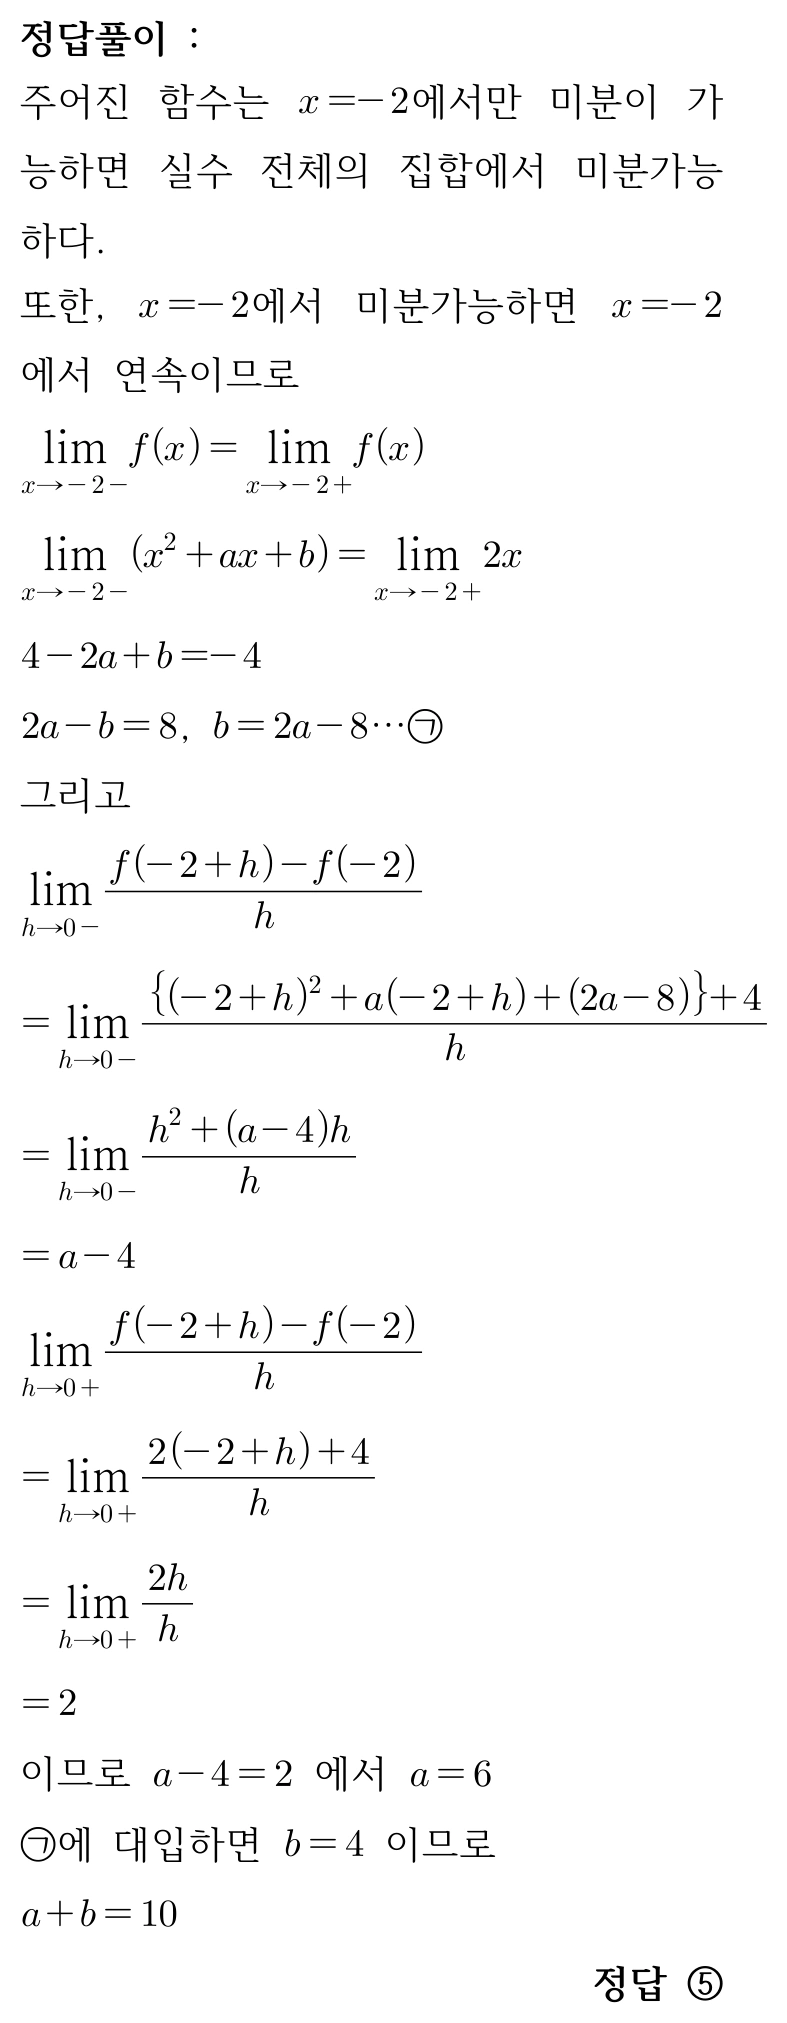 정답풀이 :
주어진 함수는 x=-2에서만 미분이 가
능하면 실수 전체의 집합에서 미분가능
하다.
또한, x=-2에서 미분가능하면 x=-2
에서 연속이므로
lim_{x→-2-} f(x) = lim_{x→-2+} f(x)
lim_{x→-2-} (x²+ax+b) = lim_{x→-2+} 2x
4-2a+b=-4
2a-b=8, b=2a-8⋯㉠
그리고
lim_{h→0-} \frac{f(-2+h)-f(-2)}{h}
= lim_{h→0-} \frac{\{(-2+h)²+a(-2+h)+(2a-8)\}+4}{h}
= lim_{h→0-} \frac{h²+(a-4)h}{h}
=a-4
lim_{h→0+} \frac{f(-2+h)-f(-2)}{h}
= lim_{h→0+} \frac{2(-2+h)+4}{h}
= lim_{h→0+} \frac{2h}{h}
=2
이므로 a-4=2 에서 a=6
㉠에 대입하면 b=4 이므로
a+b=10
정답 ⑤